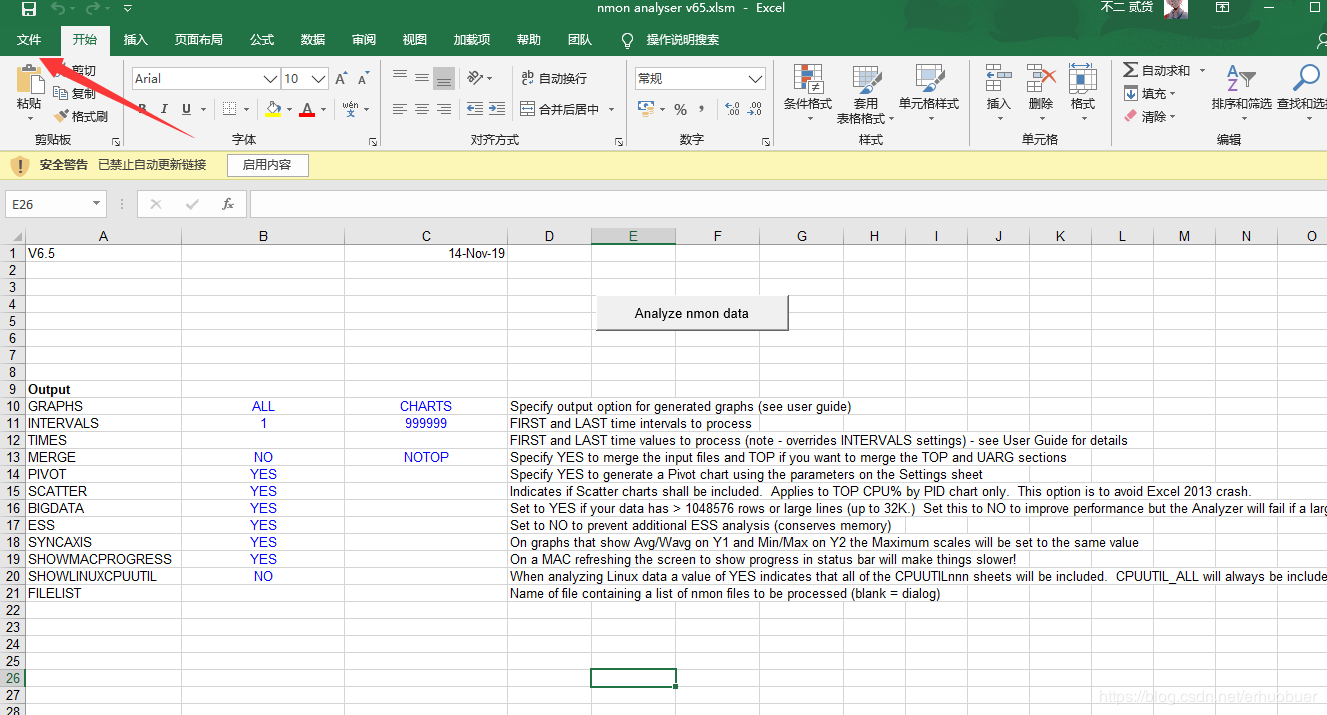 nmon analyser v65.xlsm - Excel
不二 贰货
文件 开始 插入 页面布局 公式 数据 审阅 视图 加载项 帮助 团队 操作说明搜索
剪切
复制
格式刷
粘贴
剪贴板
Arial 10
B I U A wén 文
字体
ab 自动换行
合并后居中
对齐方式
常规
% ,
数字
条件格式 套用 表格格式 单元格样式
样式
插入 删除 格式
单元格
自动求和
填充
清除
排序和筛选
编辑
安全警告 已禁止自动更新链接 启用内容
E26 fx
A B C D E F G H I J K L M N O
1 V6.5 14-Nov-19
2
3
4
5
Analyze nmon data
6
7
8
9 Output
10 GRAPHS ALL CHARTS Specify output option for generated graphs (see user guide)
11 INTERVALS 1 999999 FIRST and LAST time intervals to process
12 TIMES FIRST and LAST time values to process (note - overrides INTERVALS settings) - see User Guide for details
13 MERGE NO NOTOP Specify YES to merge the input files and TOP if you want to merge the TOP and UARG sections
14 PIVOT YES Specify YES to generate a Pivot chart using the parameters on the Settings sheet
15 SCATTER YES Indicates if Scatter charts shall be included. Applies to TOP CPU% by PID chart only. This option is to avoid Excel 2013 crash.
16 BIGDATA YES Set to YES if your data has > 1048576 rows or large lines (up to 32K.) Set this to NO to improve performance but the Analyzer will fail if a
17 ESS YES Set to NO to prevent additional ESS analysis (conserves memory)
18 SYNCAXIS YES On graphs that show Avg/Wavg on Y1 and Min/Max on Y2 the Maximum scales will be set to the same value
19 SHOWMACPROGRESS YES On a MAC refreshing the screen to show progress in status bar will make things slower!
20 SHOWLINUXCPUUTIL NO When analyzing Linux data a value of YES indicates that all of the CPUUTILnnn sheets will be included. CPUUTIL_ALL will always be include
21 FILELIST Name of file containing a list of nmon files to be processed (blank = dialog)
22
23
24
25
26
27
28
https://blog.csdn.net/erhuobuer